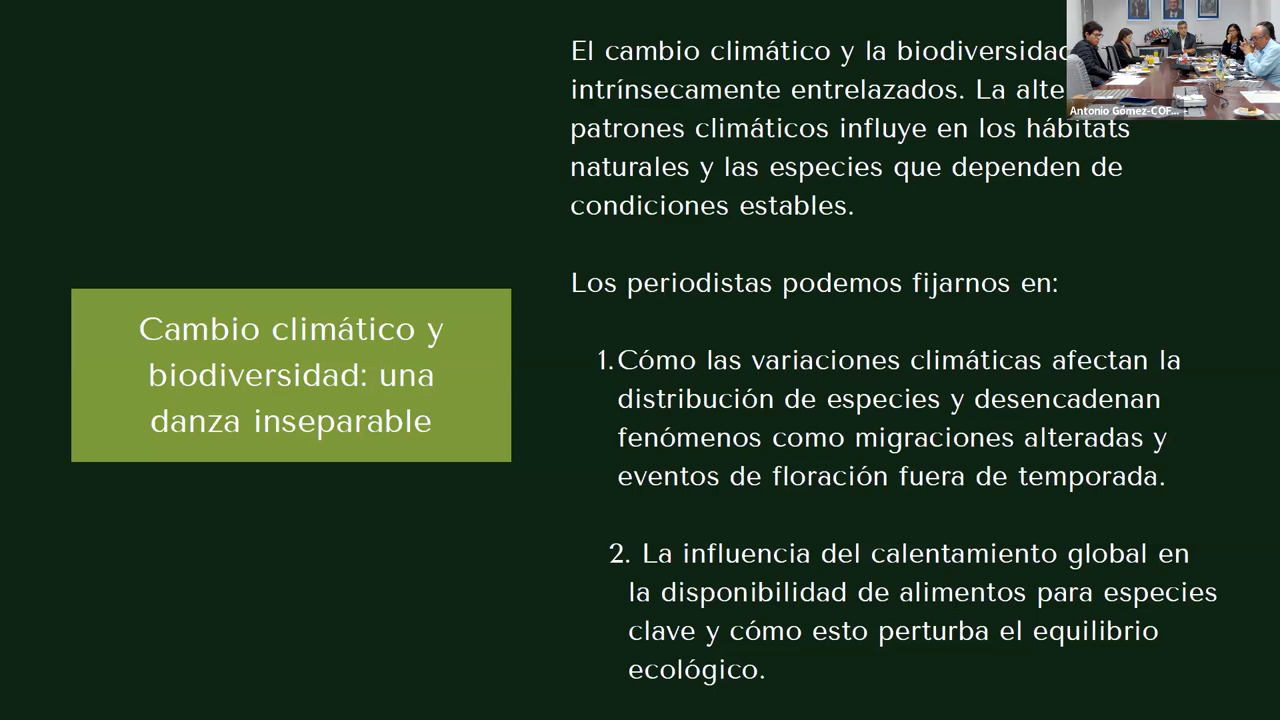 El cambio climático y la biodiversidad
intrínsecamente entrelazados. La alte
patrones climáticos influye en los hábitats
naturales y las especies que dependen de
condiciones estables.
Los periodistas podemos fijarnos en:
1. Cómo las variaciones climáticas afectan la
distribución de especies y desencadenan
fenómenos como migraciones alteradas y
eventos de floración fuera de temporada.
2. La influencia del calentamiento global en
la disponibilidad de alimentos para especies
clave y cómo esto perturba el equilibrio
ecológico.
Cambio climático y
biodiversidad: una
danza inseparable
Antonio Gómez-COF...